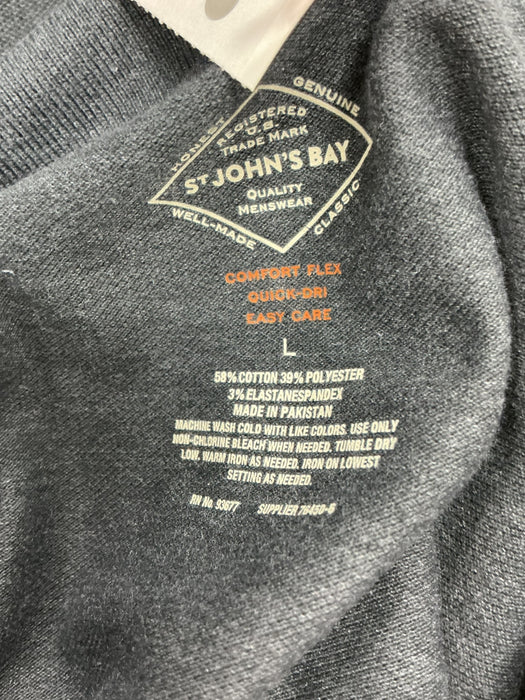 GENUINE
HONEST
REGISTERED
U.S.
TRADE MARK
ST JOHN'S BAY
QUALITY
MENSWEAR
WELL-MADE
CLASSIC
COMFORT FLEX
QUICK-DRI
EASY CARE
L
58% COTTON 39% POLYESTER
3% ELASTANESPANDEX
MADE IN PAKISTAN
MACHINE WASH COLD WITH LIKE COLORS. USE ONLY
NON-CHLORINE BLEACH WHEN NEEDED. TUMBLE DRY
LOW. WARM IRON AS NEEDED. IRON ON LOWEST
SETTING AS NEEDED.
RN No. 93677 SUPPLIER 76450-6